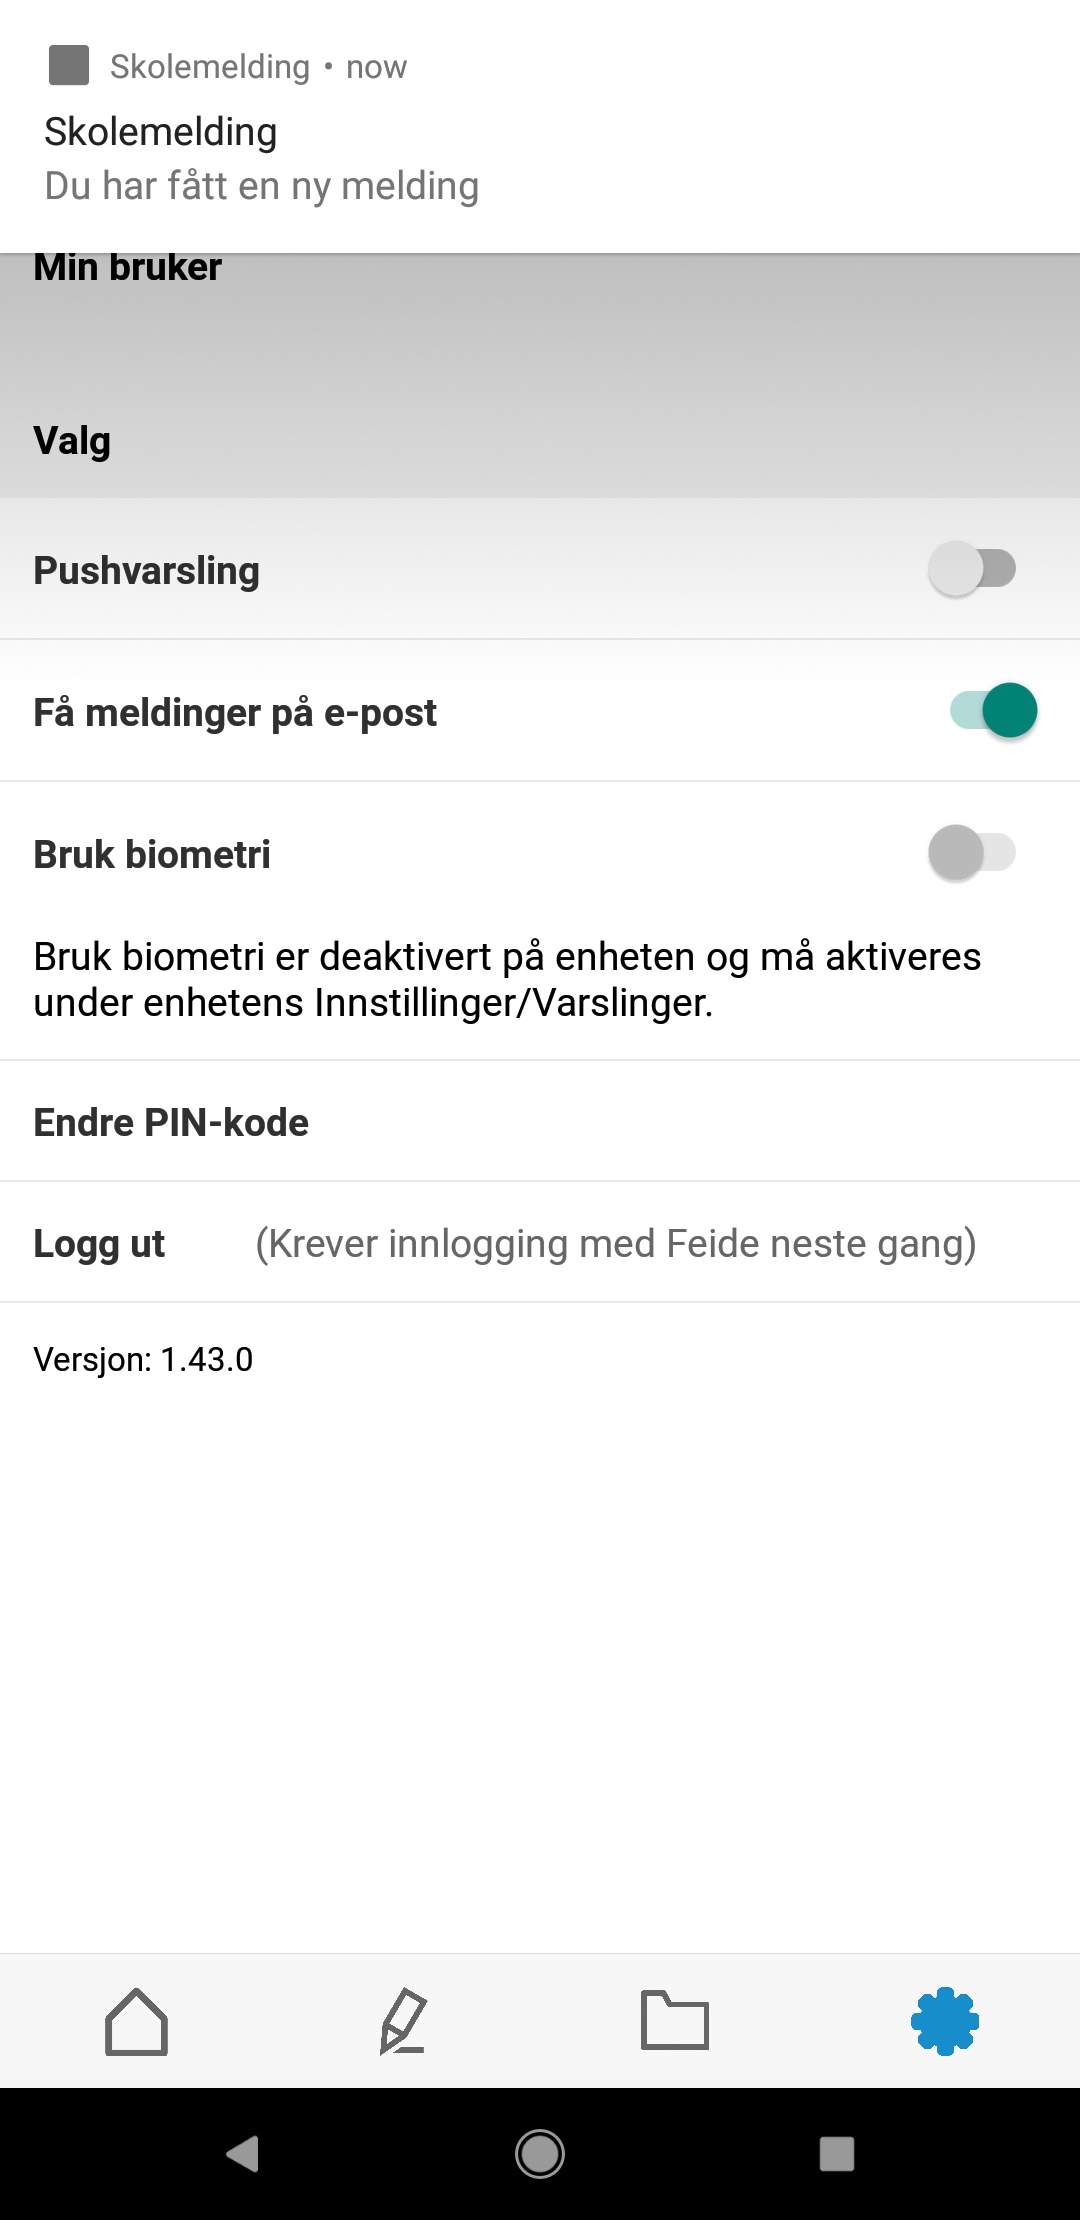 Skolemelding • now
Skolemelding
Du har fått en ny melding
Min bruker
Valg
Pushvarsling
Få meldinger på e-post
Bruk biometri
Bruk biometri er deaktivert på enheten og må aktiveres
under enhetens Innstillinger/Varslinger.
Endre PIN-kode
Logg ut (Krever innlogging med Feide neste gang)
Versjon: 1.43.0